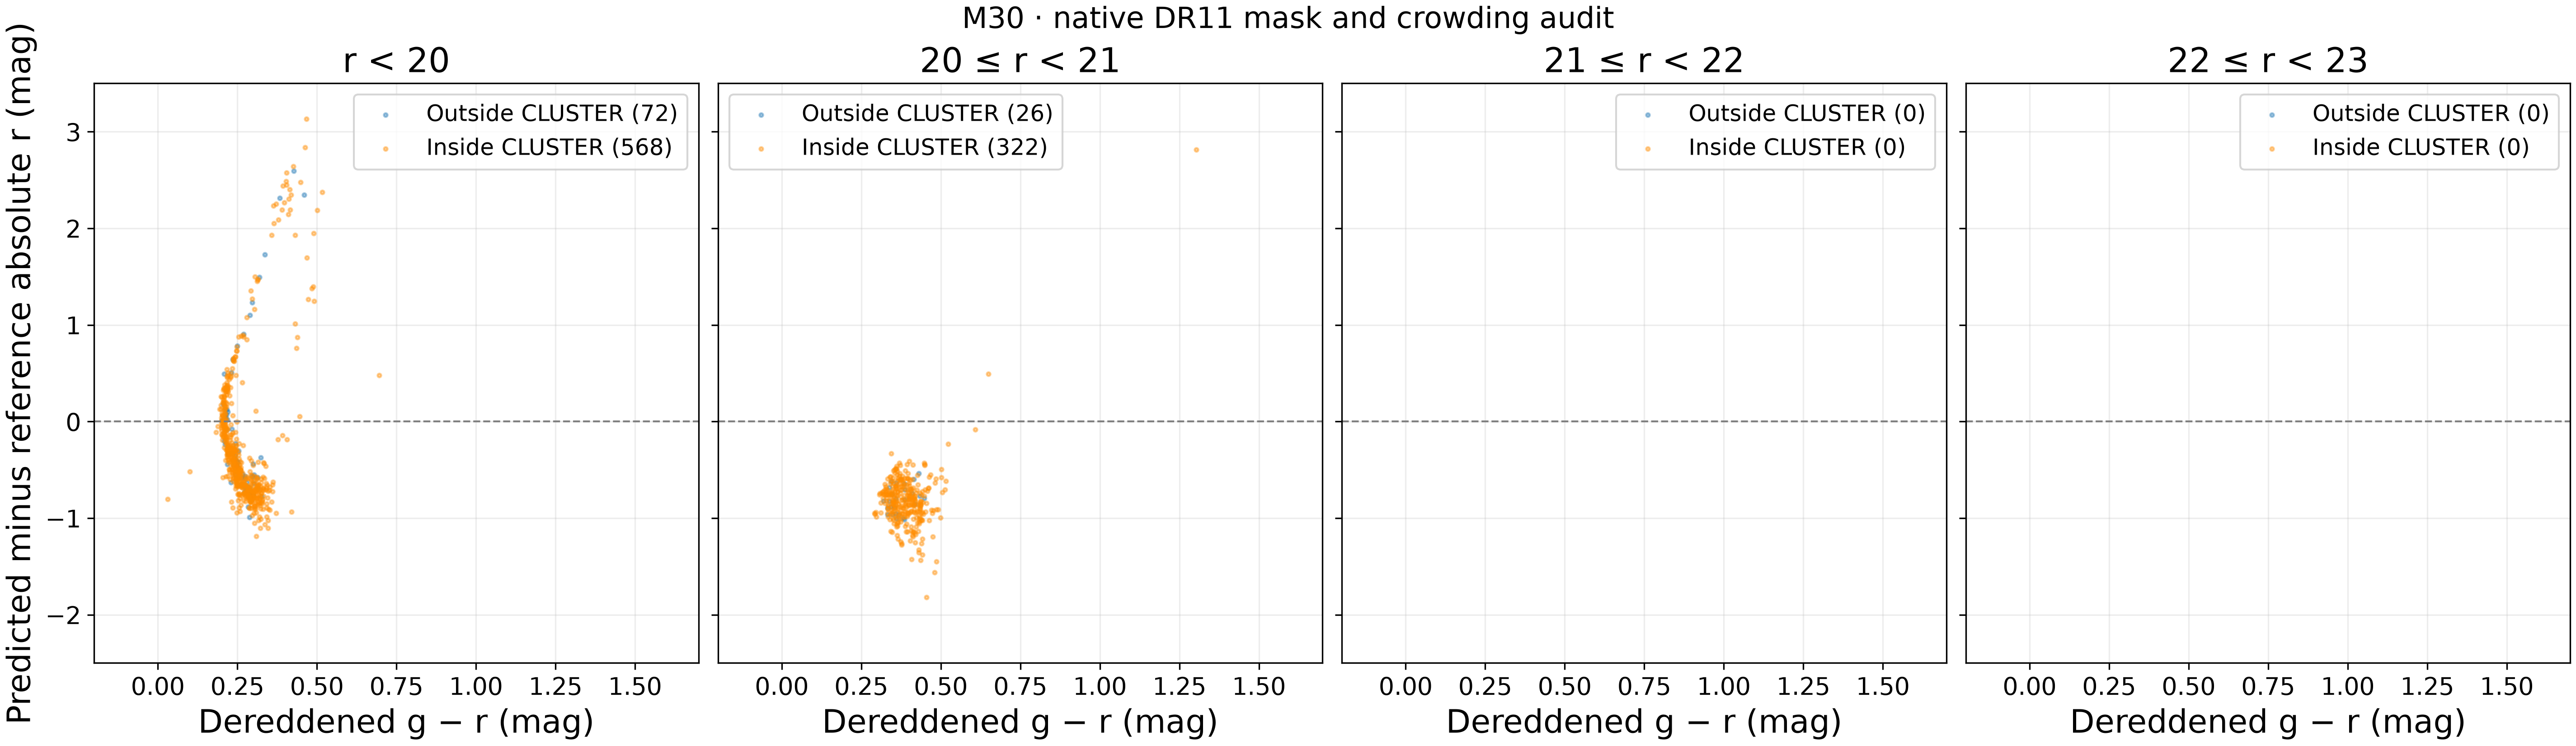 M30 · native DR11 mask and crowding audit
r < 20
20 ≤ r < 21
21 ≤ r < 22
22 ≤ r < 23
Predicted minus reference absolute r (mag)
Outside CLUSTER (72)
Inside CLUSTER (568)
Outside CLUSTER (26)
Inside CLUSTER (322)
Outside CLUSTER (0)
Inside CLUSTER (0)
Outside CLUSTER (0)
Inside CLUSTER (0)
3
2
1
0
−1
−2
0.00 0.25 0.50 0.75 1.00 1.25 1.50
0.00 0.25 0.50 0.75 1.00 1.25 1.50
0.00 0.25 0.50 0.75 1.00 1.25 1.50
0.00 0.25 0.50 0.75 1.00 1.25 1.50
Dereddened g − r (mag)
Dereddened g − r (mag)
Dereddened g − r (mag)
Dereddened g − r (mag)